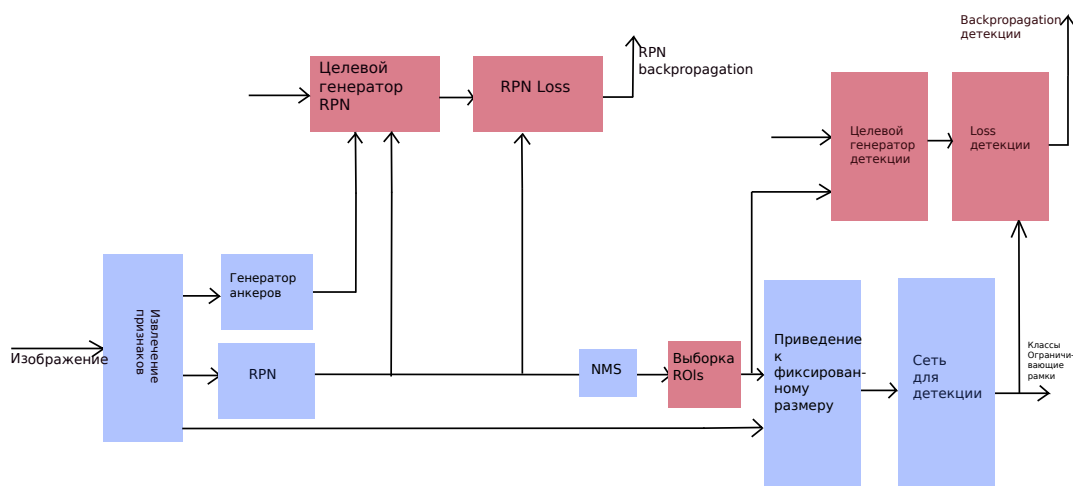 Backpropagation
детекции
RPN
backpropagation
Целевой
генератор
RPN
RPN Loss
Целевой
генератор
детекции
Loss
детекции
Генератор
анкеров
Извлечение
признаков
Изображение
RPN
NMS
Выборка
ROIs
Приведение
к
фиксирован-
ному
размеру
Сеть
для
детекции
Классы
Ограничи-
вающие
рамки